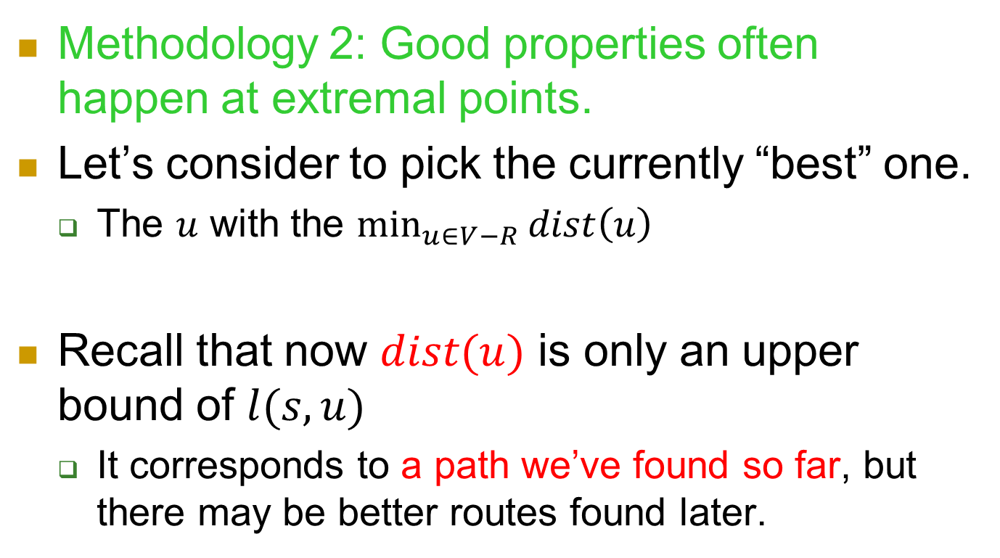 Methodology 2: Good properties often
happen at extremal points.
Let’s consider to pick the currently “best” one.
The 𝑢 with the min𝑢∈𝑉−𝑅 𝑑𝑖𝑠𝑡(𝑢)
Recall that now 𝑑𝑖𝑠𝑡(𝑢) is only an upper
bound of 𝑙(𝑠, 𝑢)
It corresponds to a path we’ve found so far, but
there may be better routes found later.